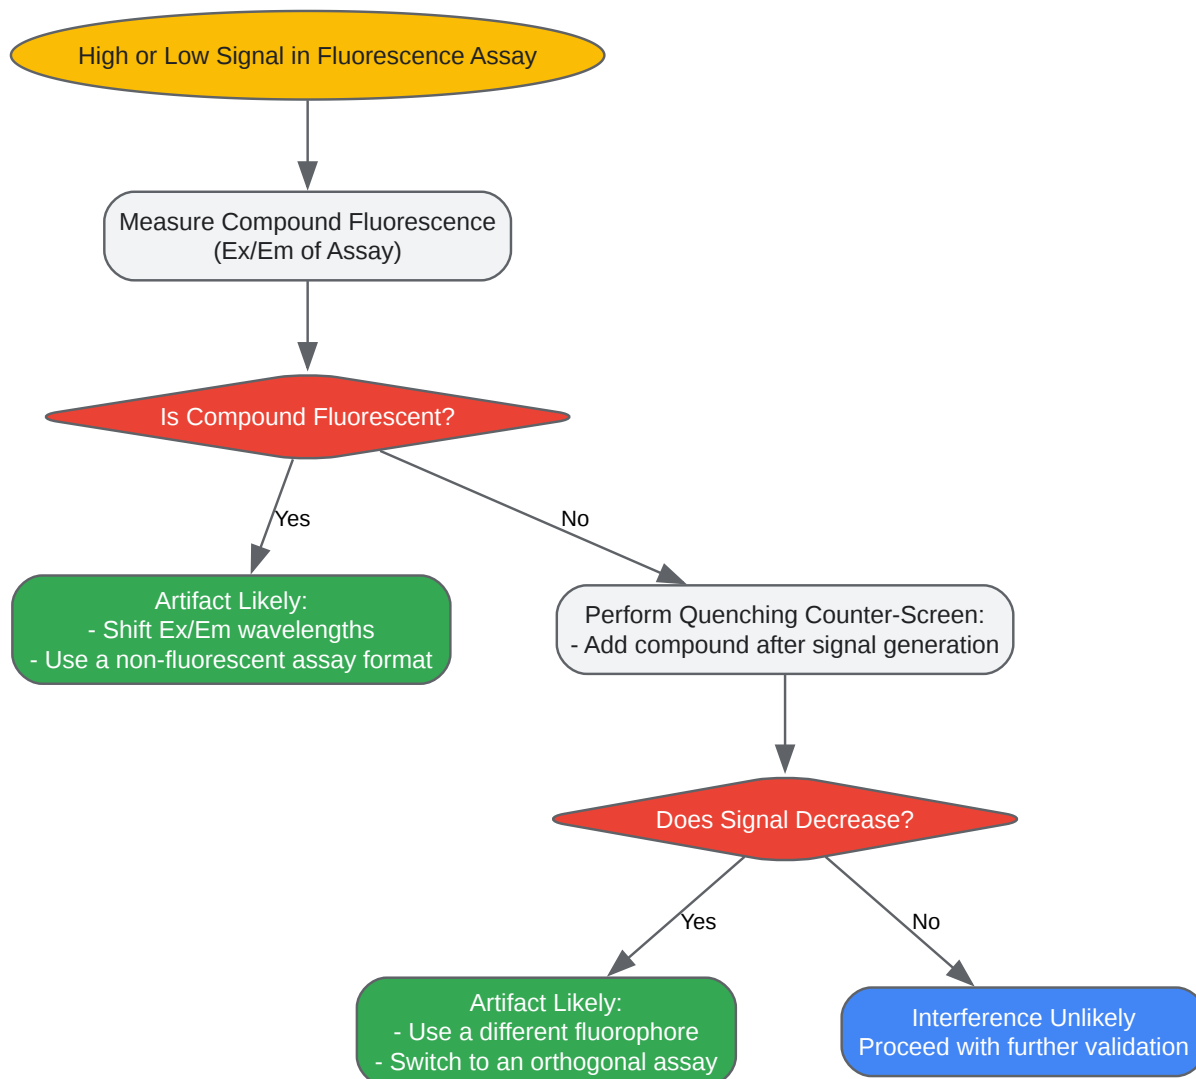 High or Low Signal in Fluorescence Assay
Measure Compound Fluorescence
(Ex/Em of Assay)
Is Compound Fluorescent?
Yes
No
Artifact Likely:
- Shift Ex/Em wavelengths
- Use a non-fluorescent assay format
Perform Quenching Counter-Screen:
- Add compound after signal generation
Does Signal Decrease?
Yes
No
Artifact Likely:
- Use a different fluorophore
- Switch to an orthogonal assay
Interference Unlikely
Proceed with further validation